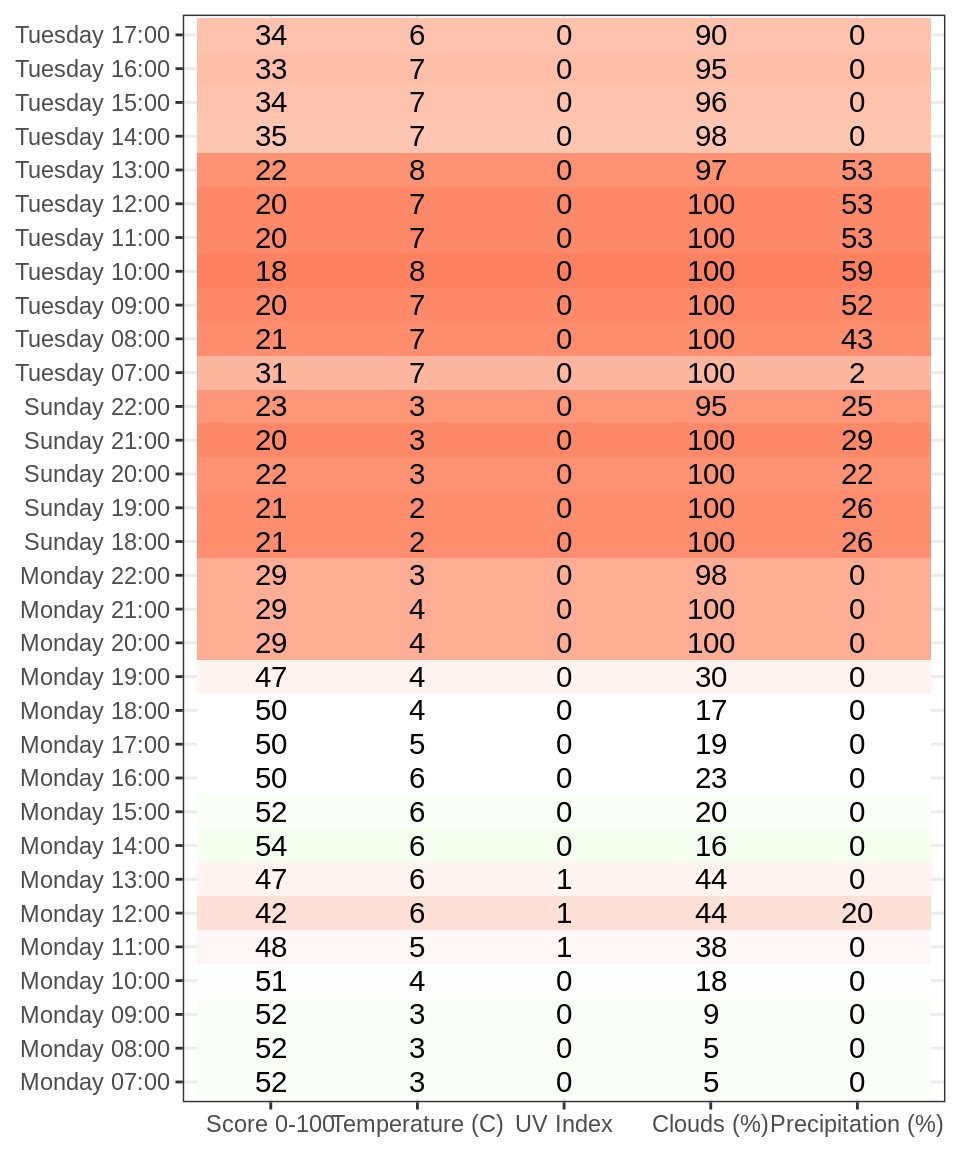 Tuesday 17:00 34 6 0 90 0
Tuesday 16:00 33 7 0 95 0
Tuesday 15:00 34 7 0 96 0
Tuesday 14:00 35 7 0 98 0
Tuesday 13:00 22 8 0 97 53
Tuesday 12:00 20 7 0 100 53
Tuesday 11:00 20 7 0 100 53
Tuesday 10:00 18 8 0 100 59
Tuesday 09:00 20 7 0 100 52
Tuesday 08:00 21 7 0 100 43
Tuesday 07:00 31 7 0 100 2
Sunday 22:00 23 3 0 95 25
Sunday 21:00 20 3 0 100 29
Sunday 20:00 22 3 0 100 22
Sunday 19:00 21 2 0 100 26
Sunday 18:00 21 2 0 100 26
Monday 22:00 29 3 0 98 0
Monday 21:00 29 4 0 100 0
Monday 20:00 29 4 0 100 0
Monday 19:00 47 4 0 30 0
Monday 18:00 50 4 0 17 0
Monday 17:00 50 5 0 19 0
Monday 16:00 50 6 0 23 0
Monday 15:00 52 6 0 20 0
Monday 14:00 54 6 0 16 0
Monday 13:00 47 6 1 44 0
Monday 12:00 42 6 1 44 20
Monday 11:00 48 5 1 38 0
Monday 10:00 51 4 0 18 0
Monday 09:00 52 3 0 9 0
Monday 08:00 52 3 0 5 0
Monday 07:00 52 3 0 5 0
Score 0-100 Temperature (C) UV Index Clouds (%) Precipitation (%)